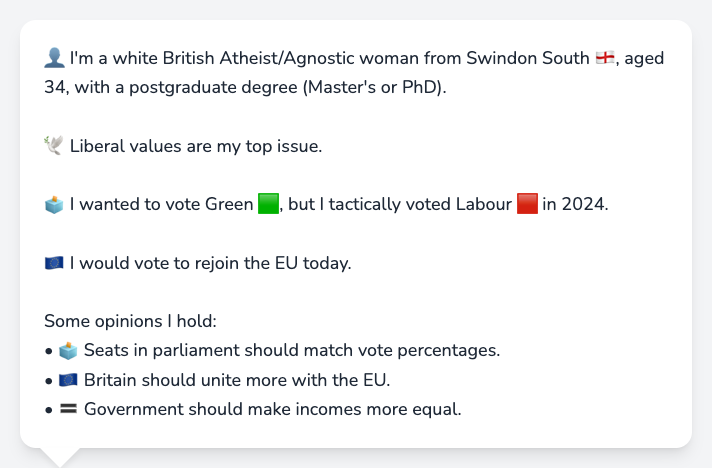 I'm a white British Atheist/Agnostic woman from Swindon South 🏴󠁧󠁢󠁥󠁮󠁧󠁿, aged
34, with a postgraduate degree (Master's or PhD).
Liberal values are my top issue.
I wanted to vote Green 🟩, but I tactically voted Labour 🟥 in 2024.
I would vote to rejoin the EU today.
Some opinions I hold:
• 🗳️ Seats in parliament should match vote percentages.
• 🇪🇺 Britain should unite more with the EU.
• 🟰 Government should make incomes more equal.